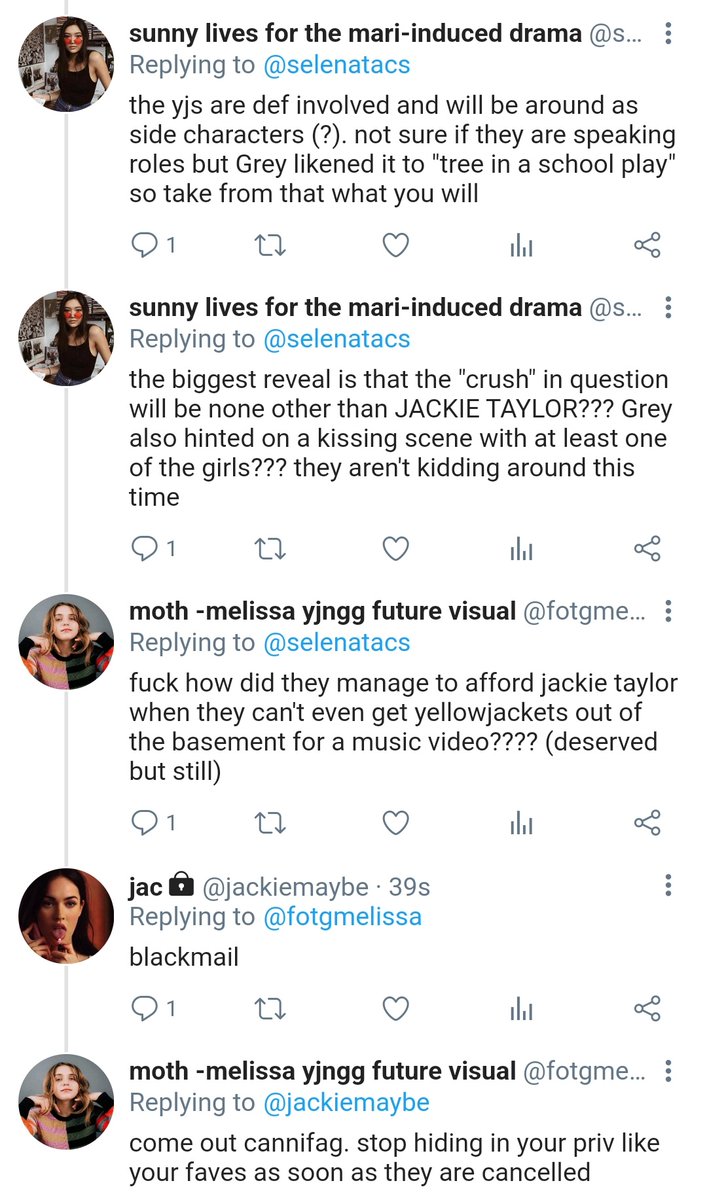 sunny lives for the mari-induced drama @s...
Replying to @selenatacs
the yjs are def involved and will be around as
side characters (?). not sure if they are speaking
roles but Grey likened it to "tree in a school play"
so take from that what you will
1
sunny lives for the mari-induced drama @s...
Replying to @selenatacs
the biggest reveal is that the "crush" in question
will be none other than JACKIE TAYLOR??? Grey
also hinted on a kissing scene with at least one
of the girls??? they aren't kidding around this
time
1
moth -melissa yjngg future visual @fotgme...
Replying to @selenatacs
fuck how did they manage to afford jackie taylor
when they can't even get yellowjackets out of
the basement for a music video???? (deserved
but still)
1
jac @jackiemaybe · 39s
Replying to @fotgmelissa
blackmail
1
moth -melissa yjngg future visual @fotgme...
Replying to @jackiemaybe
come out cannifag. stop hiding in your priv like
your faves as soon as they are cancelled